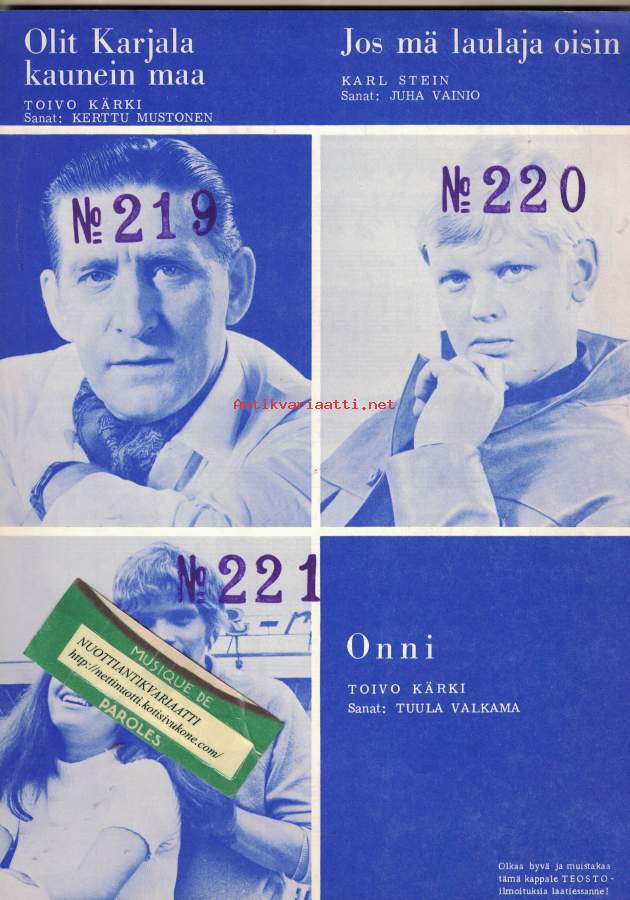 Olit Karjala
kaunein maa
TOIVO KÄRKI
Sanat: KERTTU MUSTONEN
Jos mä laulaja oisin
KARL STEIN
Sanat: JUHA VAINIO
№ 219
№ 220
Antikvariaatti.net
№ 221
MUSIQUE DE
NUOTTIANTIKVARIAATTI
http://nettinuotti.kotisivukone.com/
PAROLES
Onni
TOIVO KÄRKI
Sanat: TUULA VALKAMA
Olkaa hyvä ja muistakaa
tämä kappale TEOSTO-
ilmoituksia laatiessanne!